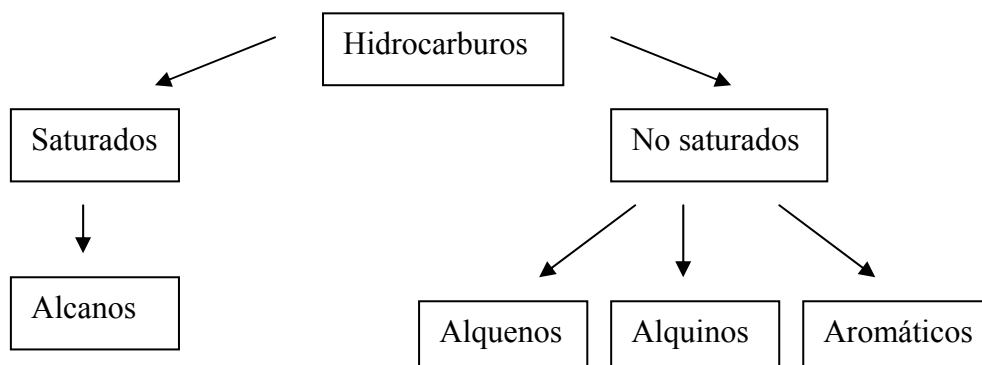 Hidrocarburos
Saturados
No saturados
Alcanos
Alquenos
Alquinos
Aromáticos